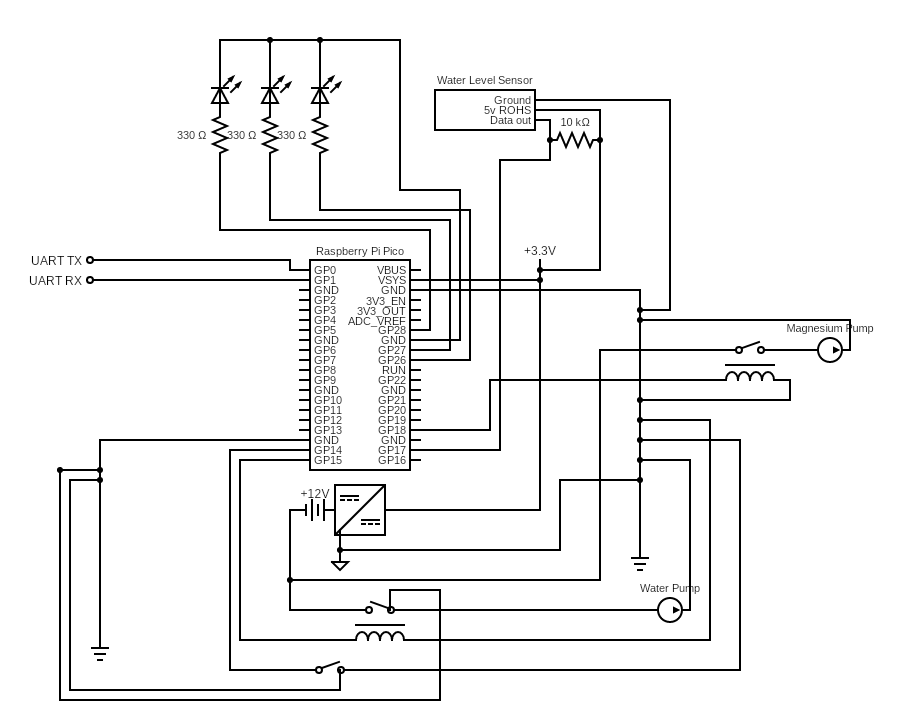 Water Level Sensor
Ground
5v ROHS
Data out
10 kΩ
330 Ω
330 Ω
330 Ω
Raspberry Pi Pico
+3.3V
UART TX
UART RX
GP0 VBUS
GP1 VSYS
GND GND
GP2 3V3_EN
GP3 3V3_OUT
GP4 ADC_VREF
GP5 GP28
GND GND
GP6 GP27
GP7 GP26
GP8 RUN
GP9 GP22
GND GND
GP10 GP21
GP11 GP20
GP12 GP19
GP13 GP18
GND GND
GP14 GP17
GP15 GP16
Magnesium Pump
+12V
Water Pump